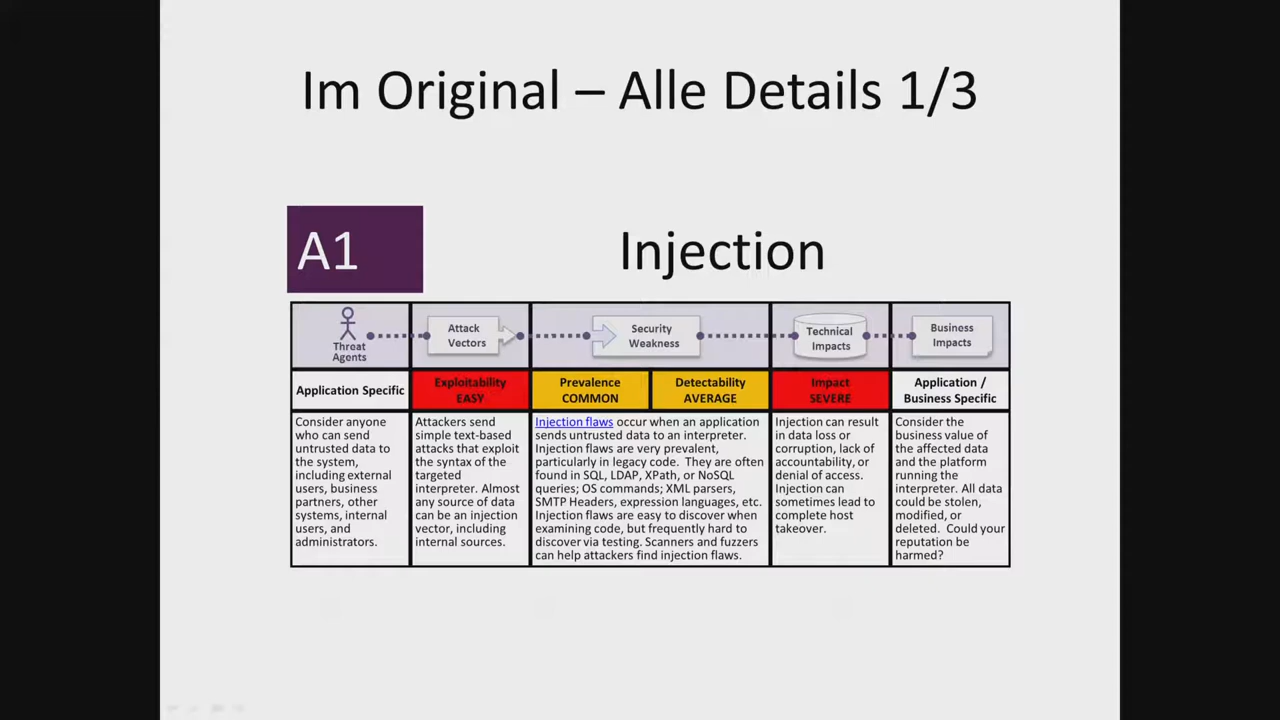 Im Original – Alle Details 1/3
A1
Injection
Threat
Agents
Attack
Vectors
Security
Weakness
Technical
Impacts
Business
Impacts
Application Specific
Exploitability
EASY
Prevalence
COMMON
Detectability
AVERAGE
Impact
SEVERE
Application /
Business Specific
Consider anyone
who can send
untrusted data to
the system,
including external
users, business
partners, other
systems, internal
users, and
administrators.
Attackers send
simple text-based
attacks that exploit
the syntax of the
targeted
interpreter. Almost
any source of data
can be an injection
vector, including
internal sources.
Injection flaws occur when an application
sends untrusted data to an interpreter.
Injection flaws are very prevalent,
particularly in legacy code. They are often
found in SQL, LDAP, XPath, or NoSQL
queries; OS commands; XML parsers,
SMTP Headers, expression languages, etc.
Injection flaws are easy to discover when
examining code, but frequently hard to
discover via testing. Scanners and fuzzers
can help attackers find injection flaws.
Injection can result
in data loss or
corruption, lack of
accountability, or
denial of access.
Injection can
sometimes lead to
complete host
takeover.
Consider the
business value of
the affected data
and the platform
running the
interpreter. All data
could be stolen,
modified, or
deleted. Could your
reputation be
harmed?